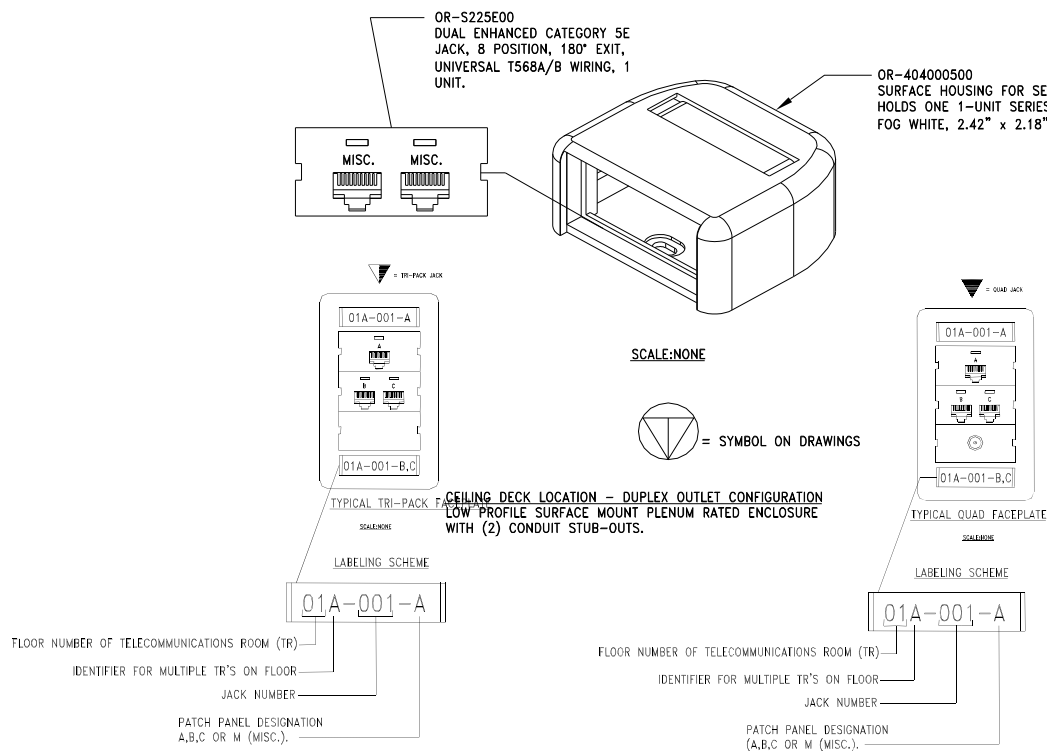 OR-S225E00
DUAL ENHANCED CATEGORY 5E
JACK, 8 POSITION, 180° EXIT,
UNIVERSAL T568A/B WIRING, 1
UNIT.
OR-404000500
SURFACE HOUSING FOR SE
HOLDS ONE 1-UNIT SERIES
FOG WHITE, 2.42" x 2.18"
MISC. MISC.
= TRI-PACK JACK
01A-001-A
A
B C
01A-001-B,C
TYPICAL TRI-PACK FACEPLATE
SCALE:NONE
LABELING SCHEME
01A-001-A
FLOOR NUMBER OF TELECOMMUNICATIONS ROOM (TR)
IDENTIFIER FOR MULTIPLE TR'S ON FLOOR
JACK NUMBER
PATCH PANEL DESIGNATION
A,B,C OR M (MISC.).
SCALE:NONE
= SYMBOL ON DRAWINGS
CEILING DECK LOCATION - DUPLEX OUTLET CONFIGURATION
LOW PROFILE SURFACE MOUNT PLENUM RATED ENCLOSURE
WITH (2) CONDUIT STUB-OUTS.
= QUAD JACK
01A-001-A
A
B C
01A-001-B,C
TYPICAL QUAD FACEPLATE
SCALE:NONE
LABELING SCHEME
01A-001-A
FLOOR NUMBER OF TELECOMMUNICATIONS ROOM (TR)
IDENTIFIER FOR MULTIPLE TR'S ON FLOOR
JACK NUMBER
PATCH PANEL DESIGNATION
(A,B,C OR M (MISC.).